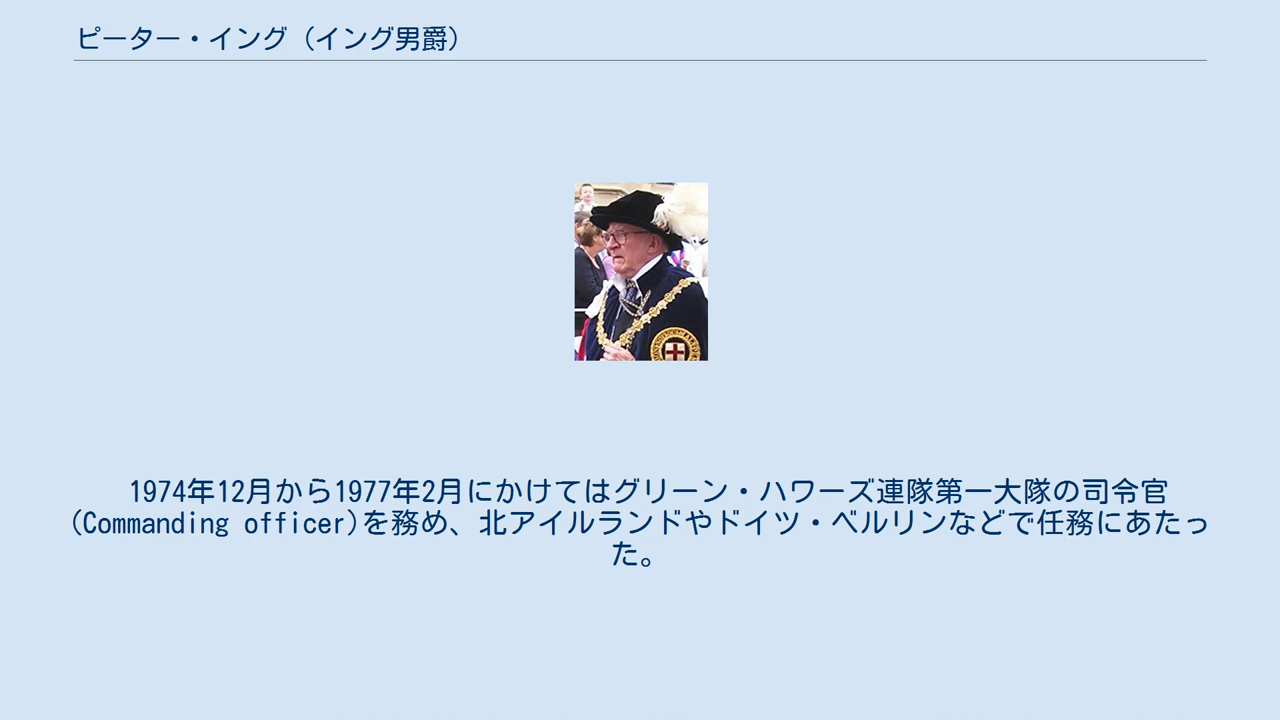 ピーター・イング（イング男爵）
1974年12月から1977年2月にかけてはグリーン・ハワーズ連隊第一大隊の司令官
(Commanding officer)を務め、北アイルランドやドイツ・ベルリンなどで任務にあたっ
た。